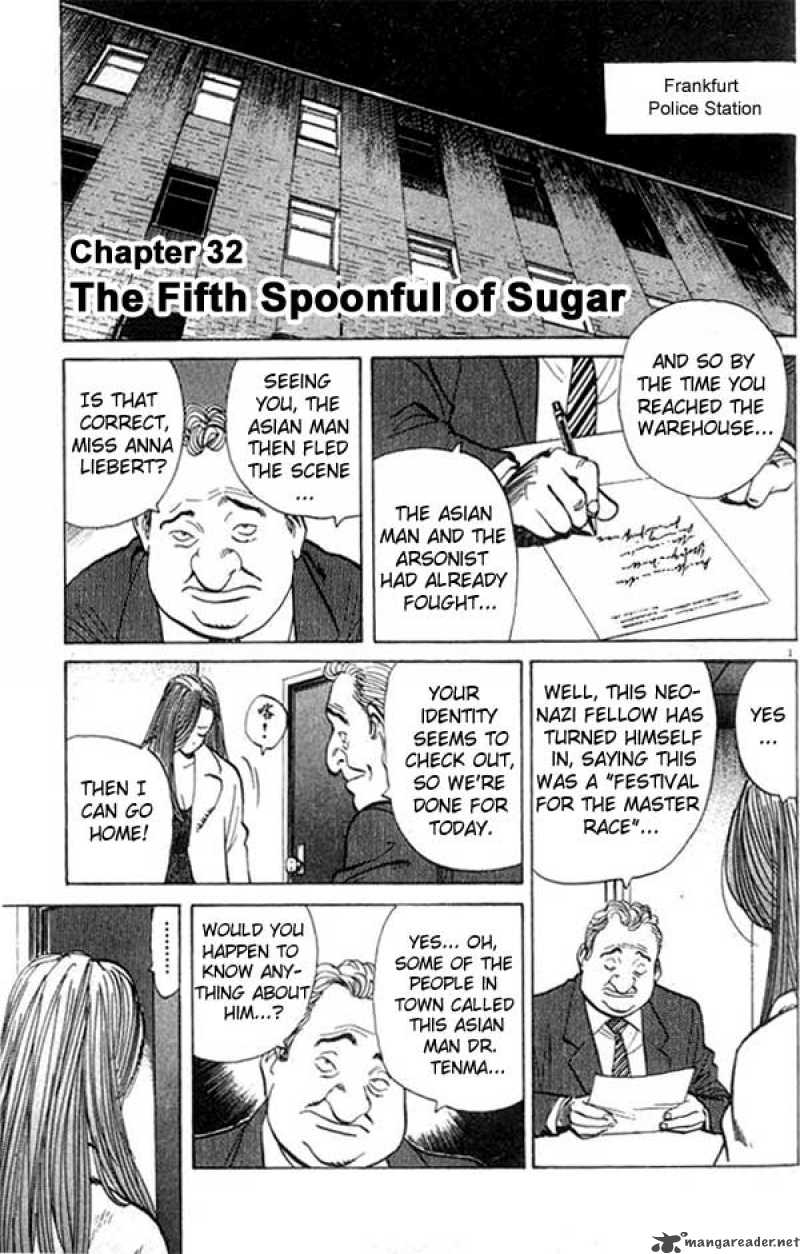 Frankfurt
Police Station
Chapter 32
The Fifth Spoonful of Sugar
AND SO BY
THE TIME YOU
REACHED THE
WAREHOUSE...
THE ASIAN
MAN AND THE
ARSONIST
HAD ALREADY
FOUGHT...
SEEING
YOU, THE
ASIAN MAN
THEN FLED
THE SCENE
...
IS THAT
CORRECT,
MISS ANNA
LIEBERT?
1
YES
...
WELL, THIS NEO-
NAZI FELLOW HAS
TURNED HIMSELF
IN, SAYING THIS
WAS A "FESTIVAL
FOR THE MASTER
RACE"...
YOUR
IDENTITY
SEEMS TO
CHECK OUT,
SO WE'RE
DONE FOR
TODAY.
THEN I
CAN GO
HOME!
YES... OH,
SOME OF THE
PEOPLE IN
TOWN CALLED
THIS ASIAN
MAN DR.
TENMA...
WOULD YOU
HAPPEN TO
KNOW ANY-
THING ABOUT
HIM...?
.........
mangareader.net